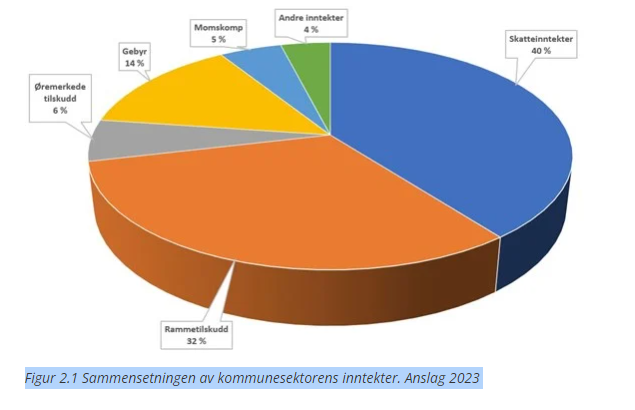 Andre inntekter
4 %
Momskomp
5 %
Skatteinntekter
40 %
Gebyr
14 %
Øremerkede
tilskudd
6 %
Rammetilskudd
32 %
Figur 2.1 Sammensetningen av kommunesektorens inntekter. Anslag 2023